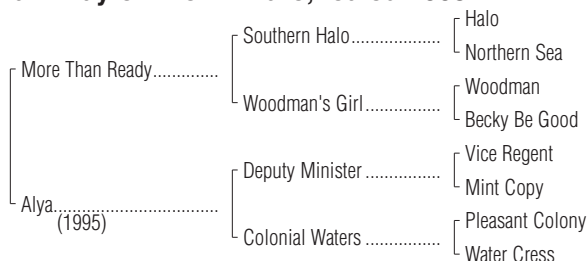 Halo
Southern Halo
Northern Sea
More Than Ready
Woodman
Woodman's Girl
Becky Be Good
Vice Regent
Deputy Minister
Mint Copy
Alya
(1995)
Pleasant Colony
Colonial Waters
Water Cress